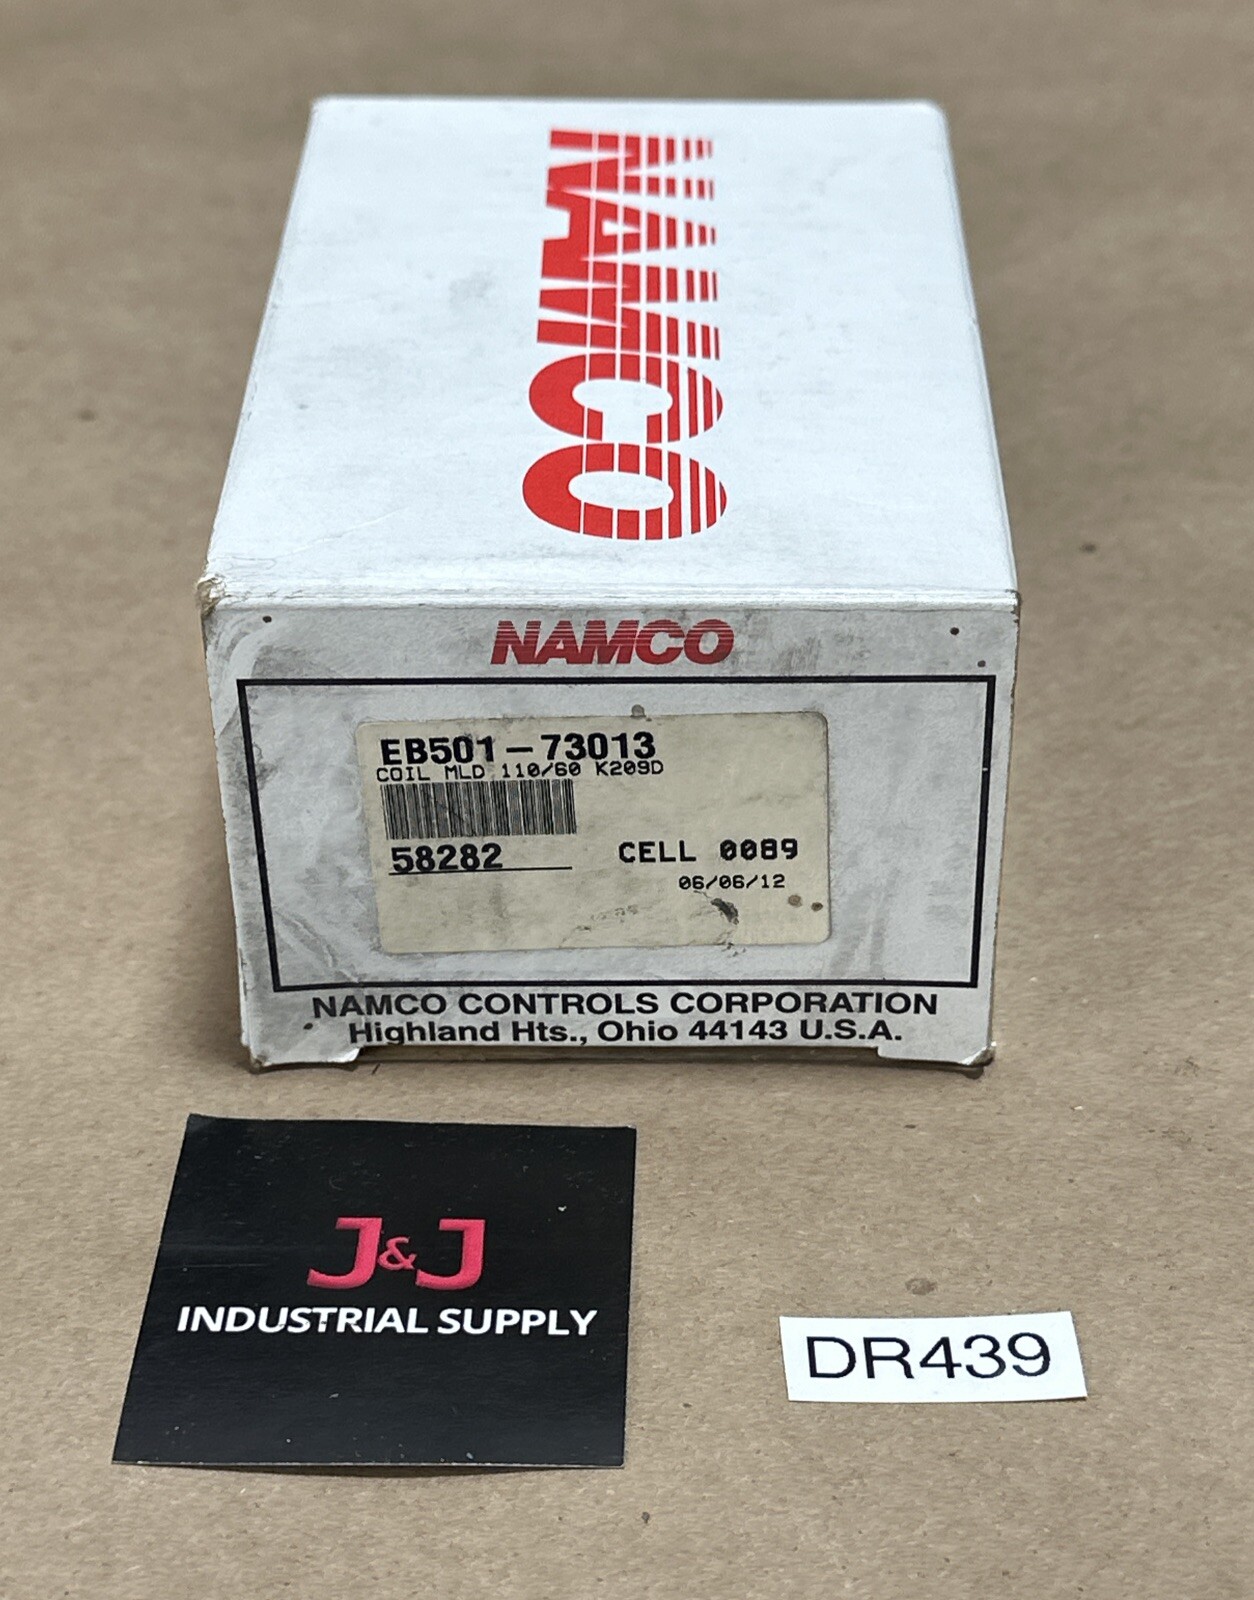 NAMCO
NAMCO
EB501-73013
COIL MLD 110/60 K209D
58282
CELL 0089
06/06/12
NAMCO CONTROLS CORPORATION
Highland Hts., Ohio 44143 U.S.A.
J&J
INDUSTRIAL SUPPLY
DR439